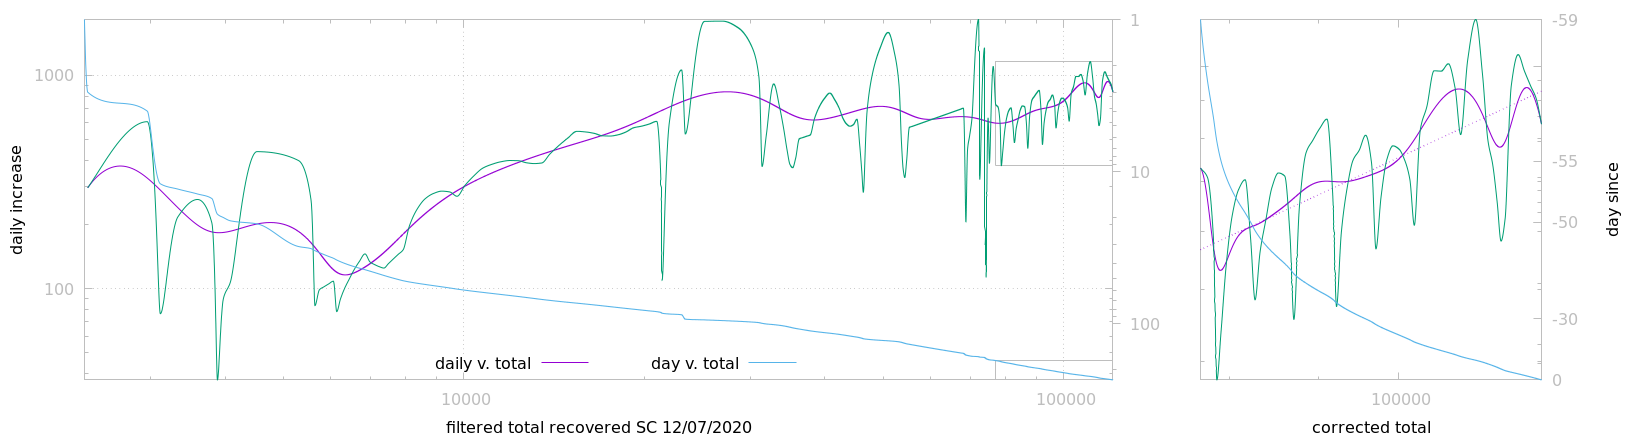 daily increase
1000
100
10000
100000
1
10
100
daily v. total
day v. total
filtered total recovered SC 12/07/2020
-59
-55
-50
-30
0
day since
100000
corrected total